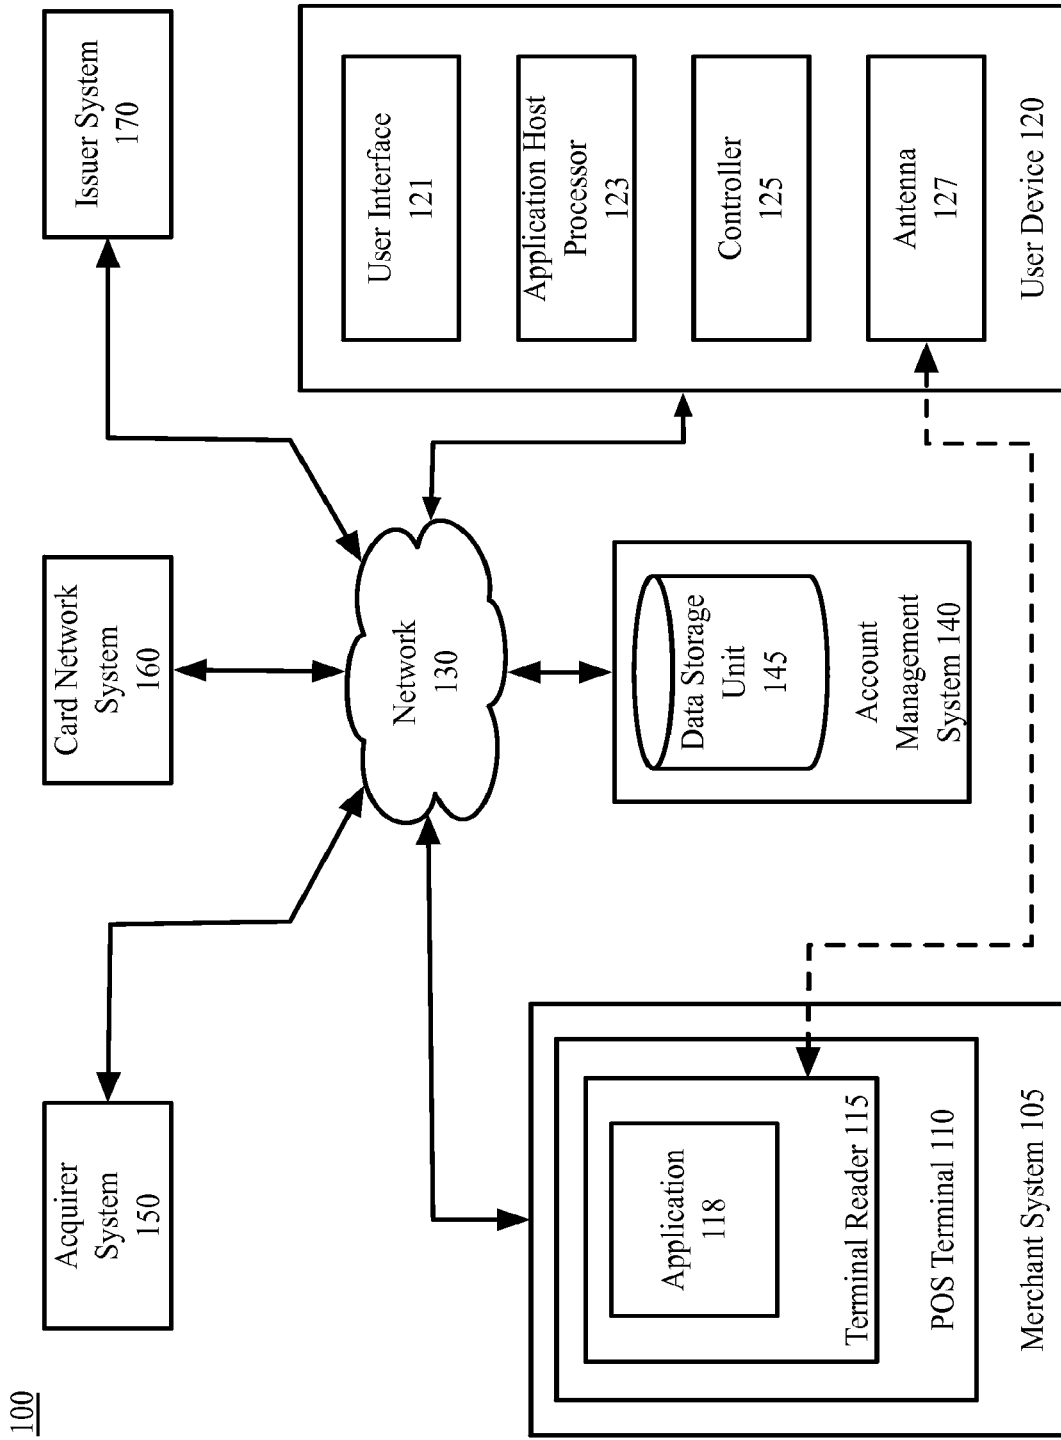 100
Acquirer
System
150
Card Network
System
160
Issuer System
170
Network
130
Application
118
Terminal Reader 115
POS Terminal 110
Merchant System 105
Data Storage
Unit
145
Account
Management
System 140
User Interface
121
Application Host
Processor
123
Controller
125
Antenna
127
User Device 120